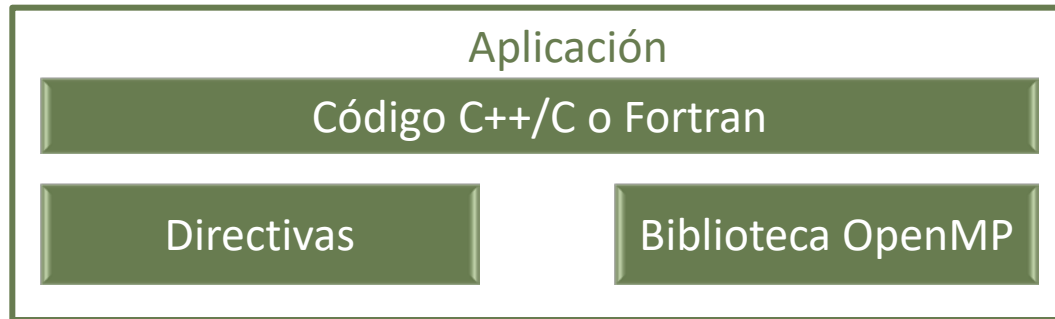 Aplicación
Código C++/C o Fortran
Directivas
Biblioteca OpenMP